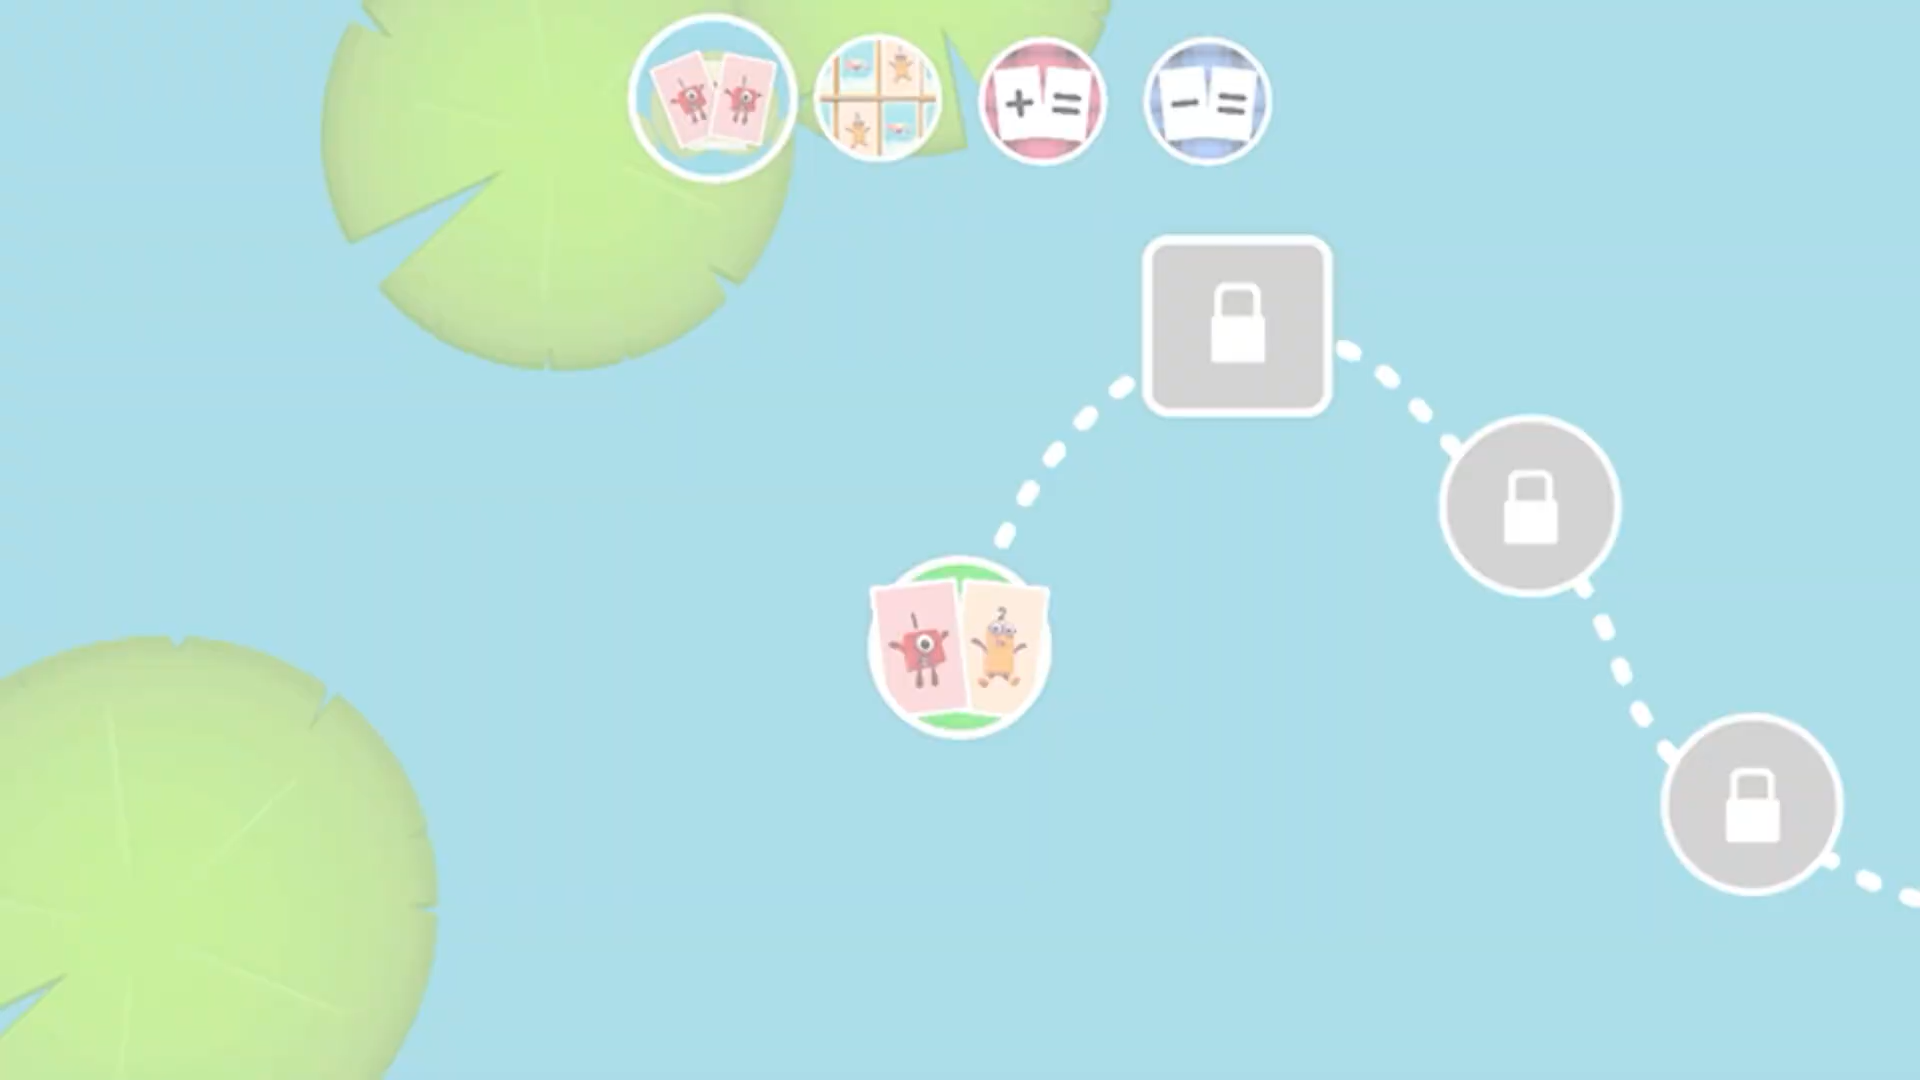 + =
- =
1 2